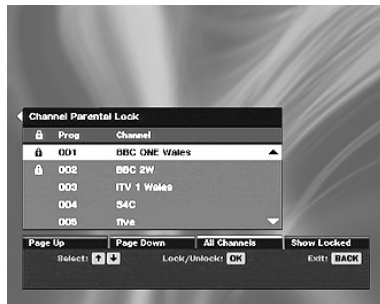 Channel Parental Lock
Prog Channel
001 BBC ONE Wales
002 BBC 2W
003 ITV 1 Wales
004 S4C
005 five
Page Up Page Down All Channels Show Locked
Select: Lock/Unlock: OK Exit: BACK